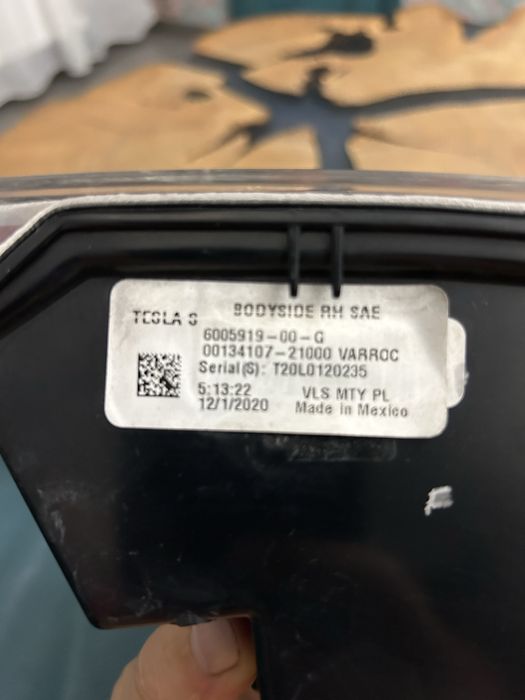 TESLA S BODYSIDE RH SAE
6005919-00-G
00134107-21000 VARROC
Serial(S): T20L0120235
5:13:22 VLS MTY PL
12/1/2020 Made in Mexico